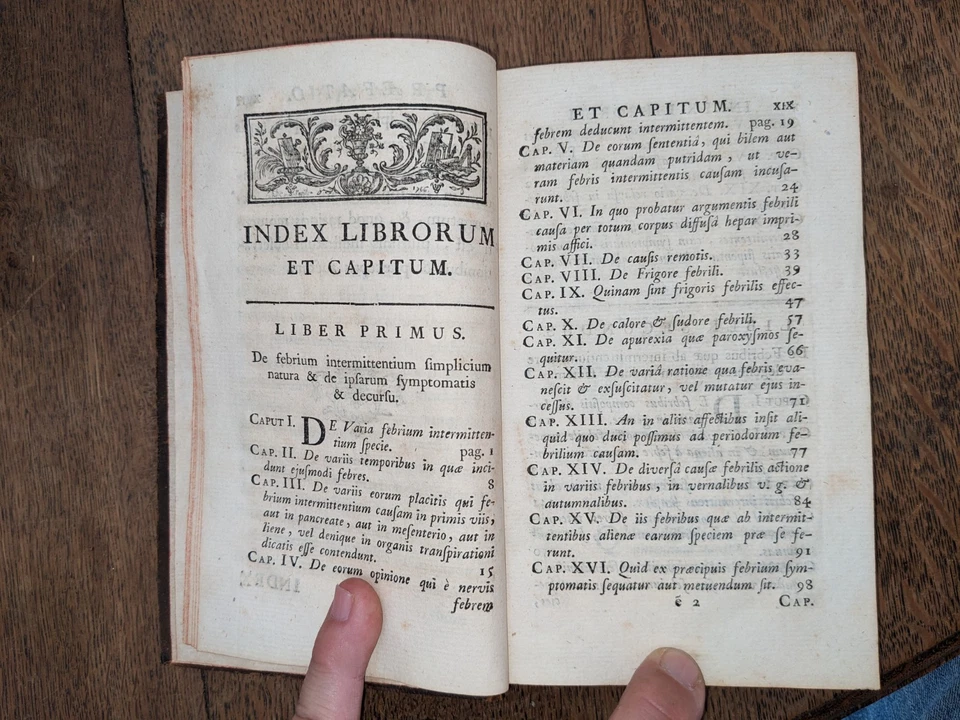 INDEX LIBRORUM
ET CAPITUM.
LIBER PRIMUS.
De febrium intermittentium ſimplicium
natura & de ipſarum ſymptomatis
& decurſu.
CAPUT I. DE Varia febrium intermitten-
tium ſpecie. pag. 1
CAP. II. De variis temporibus in quæ inci-
dunt ejuſmodi febres. 8
CAP. III. De variis eorum placitis qui fe-
brium intermittentium cauſam in primis viis,
aut in pancreate, aut in meſenterio, aut in
liene, vel denique in organis tranſpirationi
dicatis eſſe contendunt. 15
CAP. IV. De eorum opinione qui è nervis
febrem
ET CAPITUM. XIX
febrem deducunt intermittentem. pag. 19
CAP. V. De eorum ſententiâ, qui bilem aut
materiam quandam putridam, ut ve-
ram febris intermittentis cauſam incuſa-
runt. 24
CAP. VI. In quo probatur argumentis febrili
cauſa per totum corpus diffuſâ hepar impri-
mis affici. 28
CAP. VII. De cauſis remotis. 33
CAP. VIII. De Frigore febrili. 39
CAP. IX. Quinam ſint frigoris febrilis effec-
tus. 47
CAP. X. De calore & ſudore febrili. 57
CAP. XI. De apurexia quæ paroxyſmos ſe-
quitur. 66
CAP. XII. De variâ ratione qua febris eva-
neſcit & exſuſcitatur, vel mutatur ejus in-
ceſſus. 71
CAP. XIII. An in aliis affectibus inſit ali-
quid quo duci poſſimus ad periodorum fe-
brilium cauſam. 77
CAP. XIV. De diverſâ cauſæ febrilis actione
in variis febribus, in vernalibus v. g. &
autumnalibus. 84
CAP. XV. De iis febribus quæ ab intermit-
tentibus alienæ earum ſpeciem præ ſe fe-
runt. 91
CAP. XVI. Quid ex præcipuis febrium ſym-
ptomatis ſequatur aut metuendum ſit. 98
ē 2 CAP.